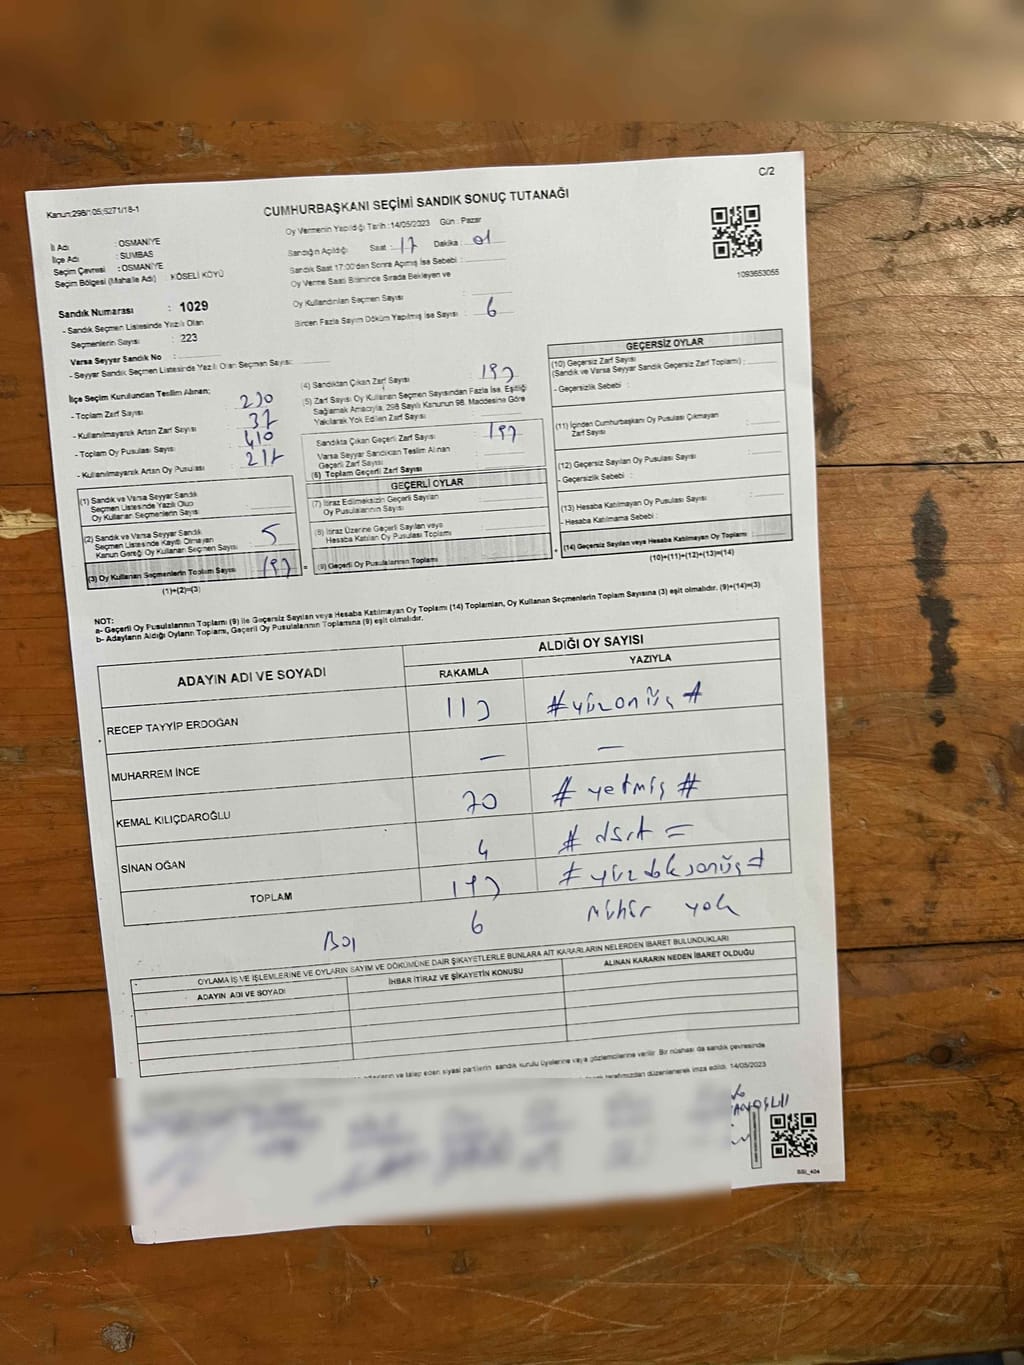 C/2
Kanun:298/105;5271/18-1
CUMHURBAŞKANI SEÇİMİ SANDIK SONUÇ TUTANAĞI
Oy Vermenin Yapıldığı Tarih :14/05/2023 Gün : Pazar
İl Adı : OSMANİYE
İlçe Adı : SUMBAS
Seçim Çevresi : OSMANİYE
Seçim Bölgesi (Mahalle Adı) : KÖSELİ KÖYÜ
Sandığın Açıldığı Saat : 17 Dakika : 01
Sandık Saat 17:00'dan Sonra Açılmış İse Sebebi :
Oy Verme Saati Bitiminde Sırada Bekleyen ve
Oy Kullandırılan Seçmen Sayısı :
Birden Fazla Sayım Döküm Yapılmış İse Sayısı : 6
1093653055
Sandık Numarası : 1029
- Sandık Seçmen Listesinde Yazılı Olan
Seçmenlerin Sayısı : 223
Varsa Seyyar Sandık No :
- Seyyar Sandık Seçmen Listesinde Yazılı Olan Seçmen Sayısı:
İlçe Seçim Kurulundan Teslim Alınan;
- Toplam Zarf Sayısı : 230
- Kullanılmayarak Artan Zarf Sayısı : 37
- Toplam Oy Pusulası Sayısı : 410
- Kullanılmayarak Artan Oy Pusulası : 217
(1) Sandık ve Varsa Seyyar Sandık
Seçmen Listesinde Yazılı Olup
Oy Kullanan Seçmenlerin Sayısı
(2) Sandık ve Varsa Seyyar Sandık
Seçmen Listesinde Kayıtlı Olmayan
Kanun Gereği Oy Kullanan Seçmen Sayısı 5
(3) Oy Kullanan Seçmenlerin Toplam Sayısı 193
(1)+(2)=(3)
(4) Sandıktan Çıkan Zarf Sayısı 193
(5) Zarf Sayısı Oy Kullanan Seçmen Sayısından Fazla İse, Eşitliği
Sağlamak Amacıyla, 298 Sayılı Kanunun 98. Maddesine Göre
Yakılarak Yok Edilen Zarf Sayısı :
Sandıkta Çıkan Geçerli Zarf Sayısı : 193
Varsa Seyyar Sandıktan Teslim Alınan
Geçerli Zarf Sayısı :
(6) Toplam Geçerli Zarf Sayısı :
GEÇERLİ OYLAR
(7) İtiraz Edilmeksizin Geçerli Sayılan
Oy Pusulalarının Sayısı :
(8) İtiraz Üzerine Geçerli Sayılan veya
Hesaba Katılan Oy Pusulası Toplamı :
= (9) Geçerli Oy Pusulalarının Toplamı
GEÇERSİZ OYLAR
(10) Geçersiz Zarf Sayısı
(Sandık ve Varsa Seyyar Sandık Geçersiz Zarf Toplamı) :
- Geçersizlik Sebebi :
(11) İçinden Cumhurbaşkanı Oy Pusulası Çıkmayan
Zarf Sayısı :
(12) Geçersiz Sayılan Oy Pusulası Sayısı :
- Geçersizlik Sebebi :
(13) Hesaba Katılmayan Oy Pusulası Sayısı :
- Hesaba Katılmama Sebebi :
+ (14) Geçersiz Sayılan veya Hesaba Katılmayan Oy Toplamı :
(10)+(11)+(12)+(13)=(14)
NOT:
a- Geçerli Oy Pusulalarının Toplamı (9) ile Geçersiz Sayılan veya Hesaba Katılmayan Oy Toplamı (14) Toplamları, Oy Kullanan Seçmenlerin Toplam Sayısına (3) eşit olmalıdır. (9)+(14)=(3)
b- Adayların Aldığı Oyların Toplamı, Geçerli Oy Pusulalarının Toplamına (9) eşit olmalıdır.
ADAYIN ADI VE SOYADI
ALDIĞI OY SAYISI
RAKAMLA YAZIYLA
RECEP TAYYİP ERDOĞAN 113 # yüzonüç #
MUHARREM İNCE — —
KEMAL KILIÇDAROĞLU 70 # yetmiş #
SİNAN OĞAN 4 # dört =
TOPLAM 193 # yüzdoksanüç #
6 mühür yok
OYLAMA İŞ VE İŞLEMLERİNE VE OYLARIN SAYIM VE DÖKÜMÜNE DAİR ŞİKAYETLERLE BUNLARA AİT KARARLARIN NELERDEN İBARET BULUNDUKLARI
ADAYIN ADI VE SOYADI İHBAR İTİRAZ VE ŞİKAYETİN KONUSU ALINAN KARARIN NEDEN İBARET OLDUĞU
ve talep eden siyasi partilerin sandık kurulu üyelerine veya gözlemcilerine verilir. Bir nüshası da sandık çevresinde
tarafımızdan düzenlenerek imza edildi. 14/05/2023